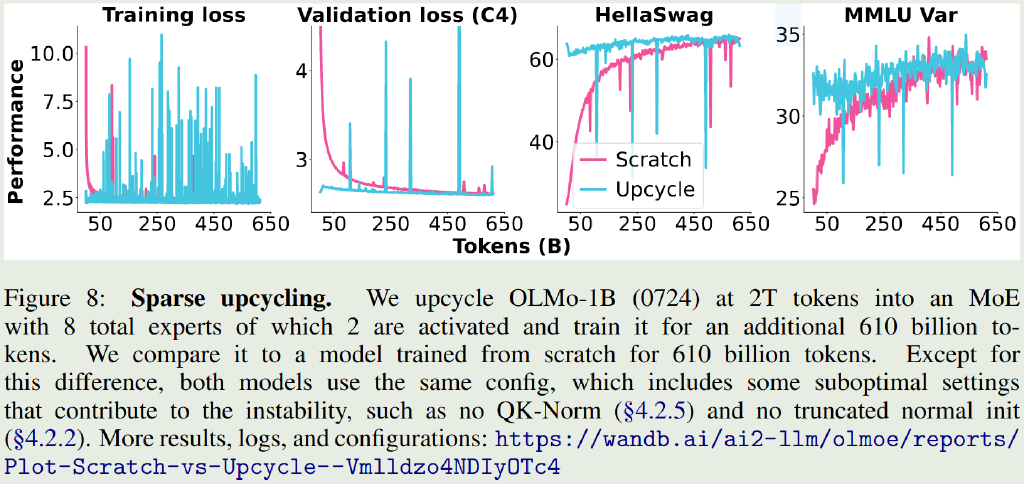 Training loss Validation loss (C4) HellaSwag MMLU Var
Performance
10.0
7.5
5.0
2.5
50 250 450 650
4
3
50 250 450 650
60
40
Scratch
Upcycle
50 250 450 650
35
30
25
50 250 450 650
Tokens (B)
Figure 8: Sparse upcycling. We upcycle OLMo-1B (0724) at 2T tokens into an MoE
with 8 total experts of which 2 are activated and train it for an additional 610 billion to-
kens. We compare it to a model trained from scratch for 610 billion tokens. Except for
this difference, both models use the same config, which includes some suboptimal settings
that contribute to the instability, such as no QK-Norm (§4.2.5) and no truncated normal init
(§4.2.2). More results, logs, and configurations: https://wandb.ai/ai2-llm/olmoe/reports/
Plot-Scratch-vs-Upcycle--Vmlldzo4NDIyOTc4